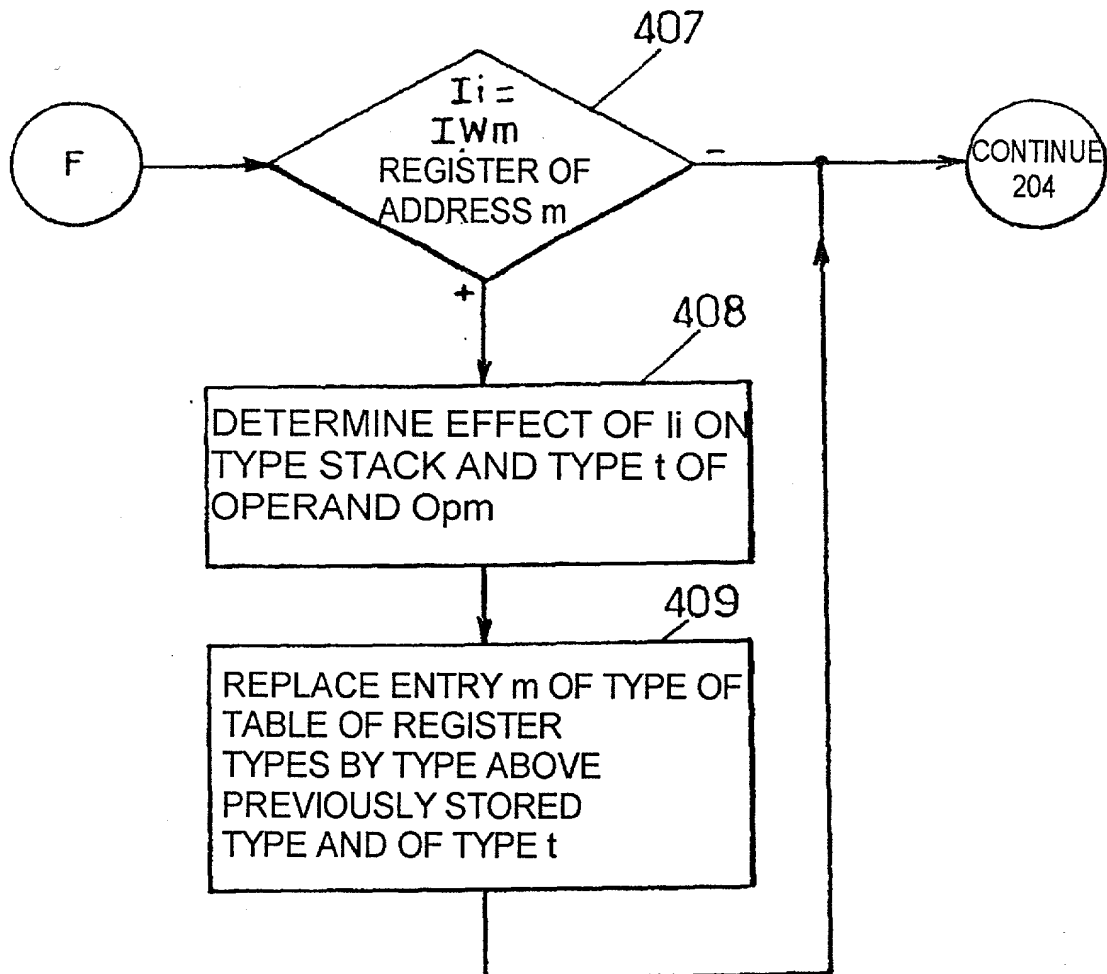 407
F
Ii =
IWm
REGISTER OF
ADDRESS m
-
CONTINUE
204
+
408
DETERMINE EFFECT OF Ii ON
TYPE STACK AND TYPE t OF
OPERAND Opm
409
REPLACE ENTRY m OF TYPE OF
TABLE OF REGISTER
TYPES BY TYPE ABOVE
PREVIOUSLY STORED
TYPE AND OF TYPE t